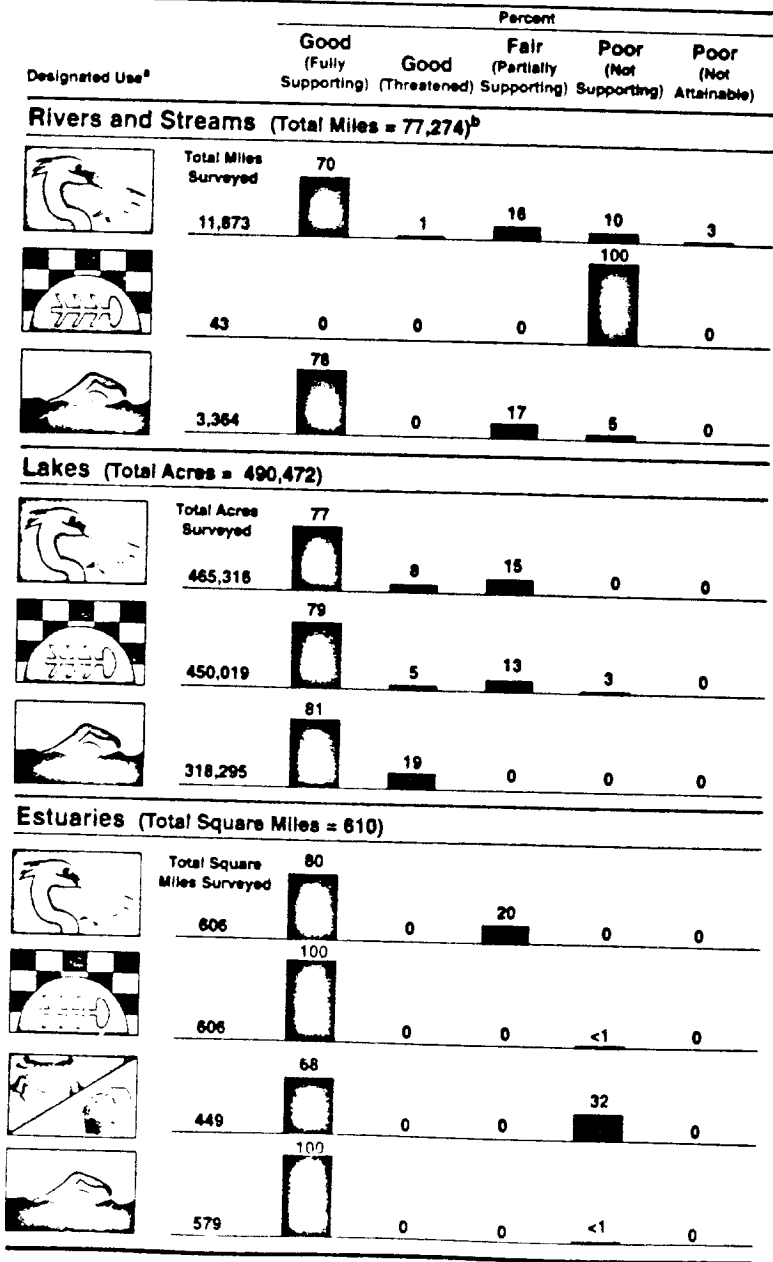 Percent
Designated Useᵃ
Good (Fully Supporting)
Good (Threatened)
Fair (Partially Supporting)
Poor (Not Supporting)
Poor (Not Attainable)
Rivers and Streams (Total Miles = 77,274)ᵇ
Total Miles Surveyed
11,873 70 1 16 10 3
43 0 0 0 100 0
3,364 78 0 17 5 0
Lakes (Total Acres = 490,472)
Total Acres Surveyed
465,316 77 8 15 0 0
450,019 79 5 13 3 0
318,295 81 19 0 0 0
Estuaries (Total Square Miles = 610)
Total Square Miles Surveyed
606 80 0 20 0 0
606 100 0 0 <1 0
449 68 0 0 32 0
579 100 0 0 <1 0